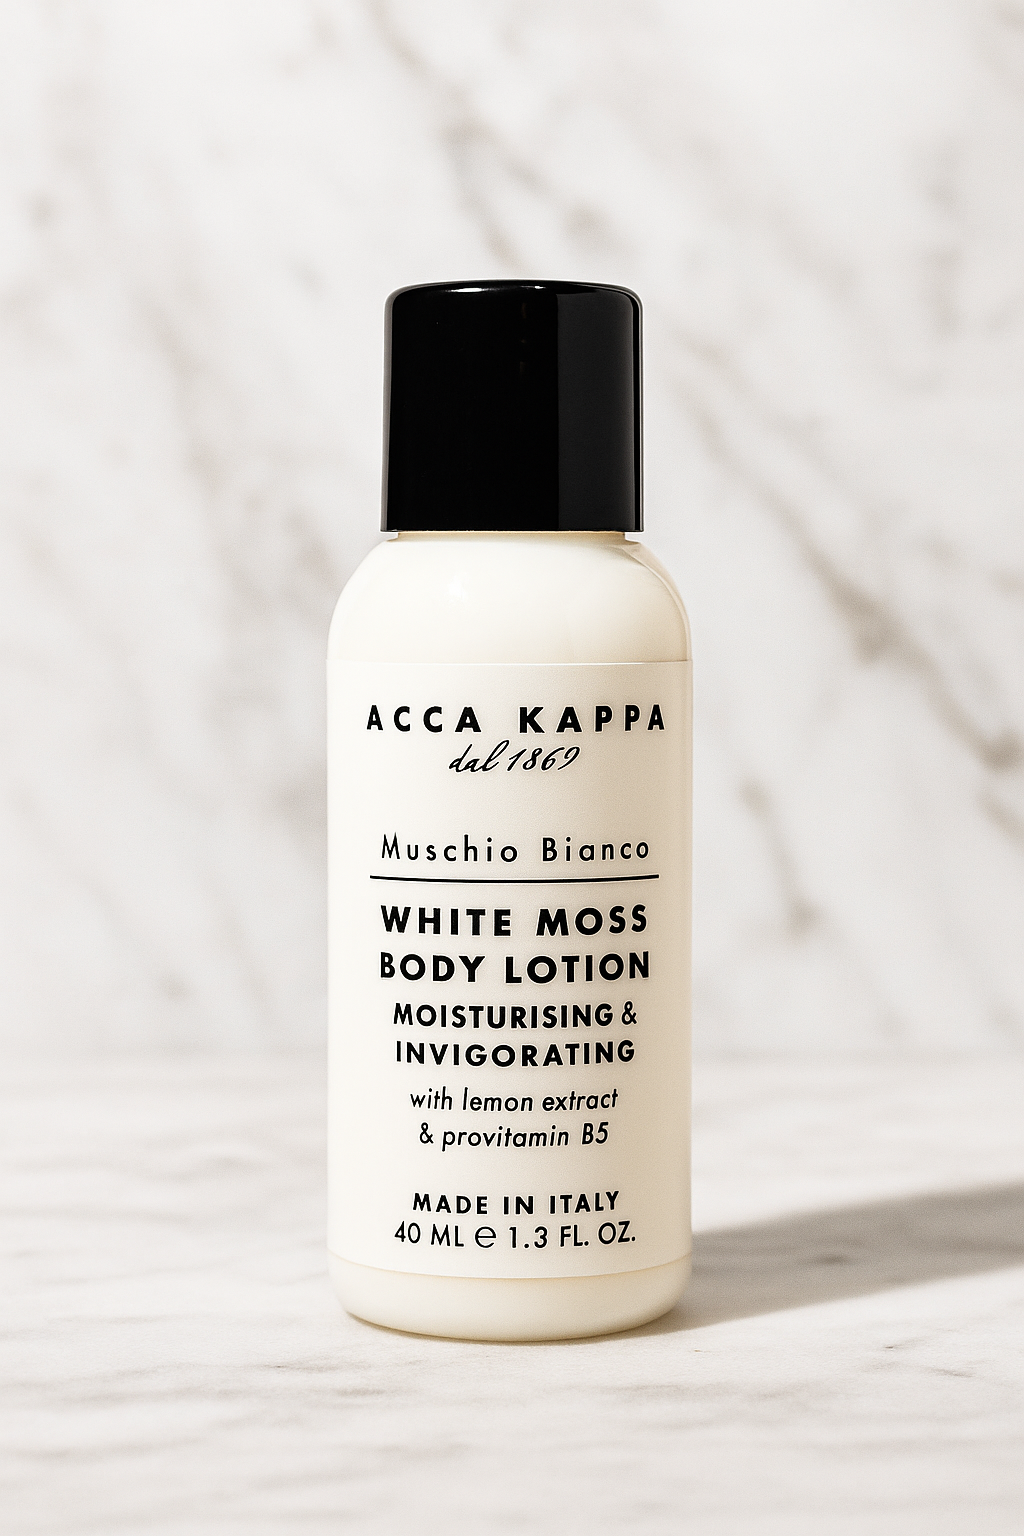 ACCA KAPPA
dal 1869
Muschio Bianco
WHITE MOSS
BODY LOTION
MOISTURISING &
INVIGORATING
with lemon extract
& provitamin B5
MADE IN ITALY
40 ML e 1.3 FL. OZ.